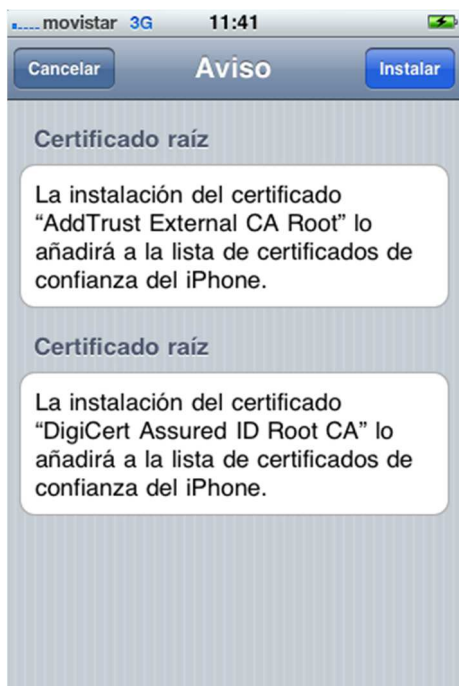 movistar 3G 11:41
Cancelar Aviso Instalar
Certificado raíz
La instalación del certificado
“AddTrust External CA Root” lo
añadirá a la lista de certificados de
confianza del iPhone.
Certificado raíz
La instalación del certificado
“DigiCert Assured ID Root CA” lo
añadirá a la lista de certificados de
confianza del iPhone.